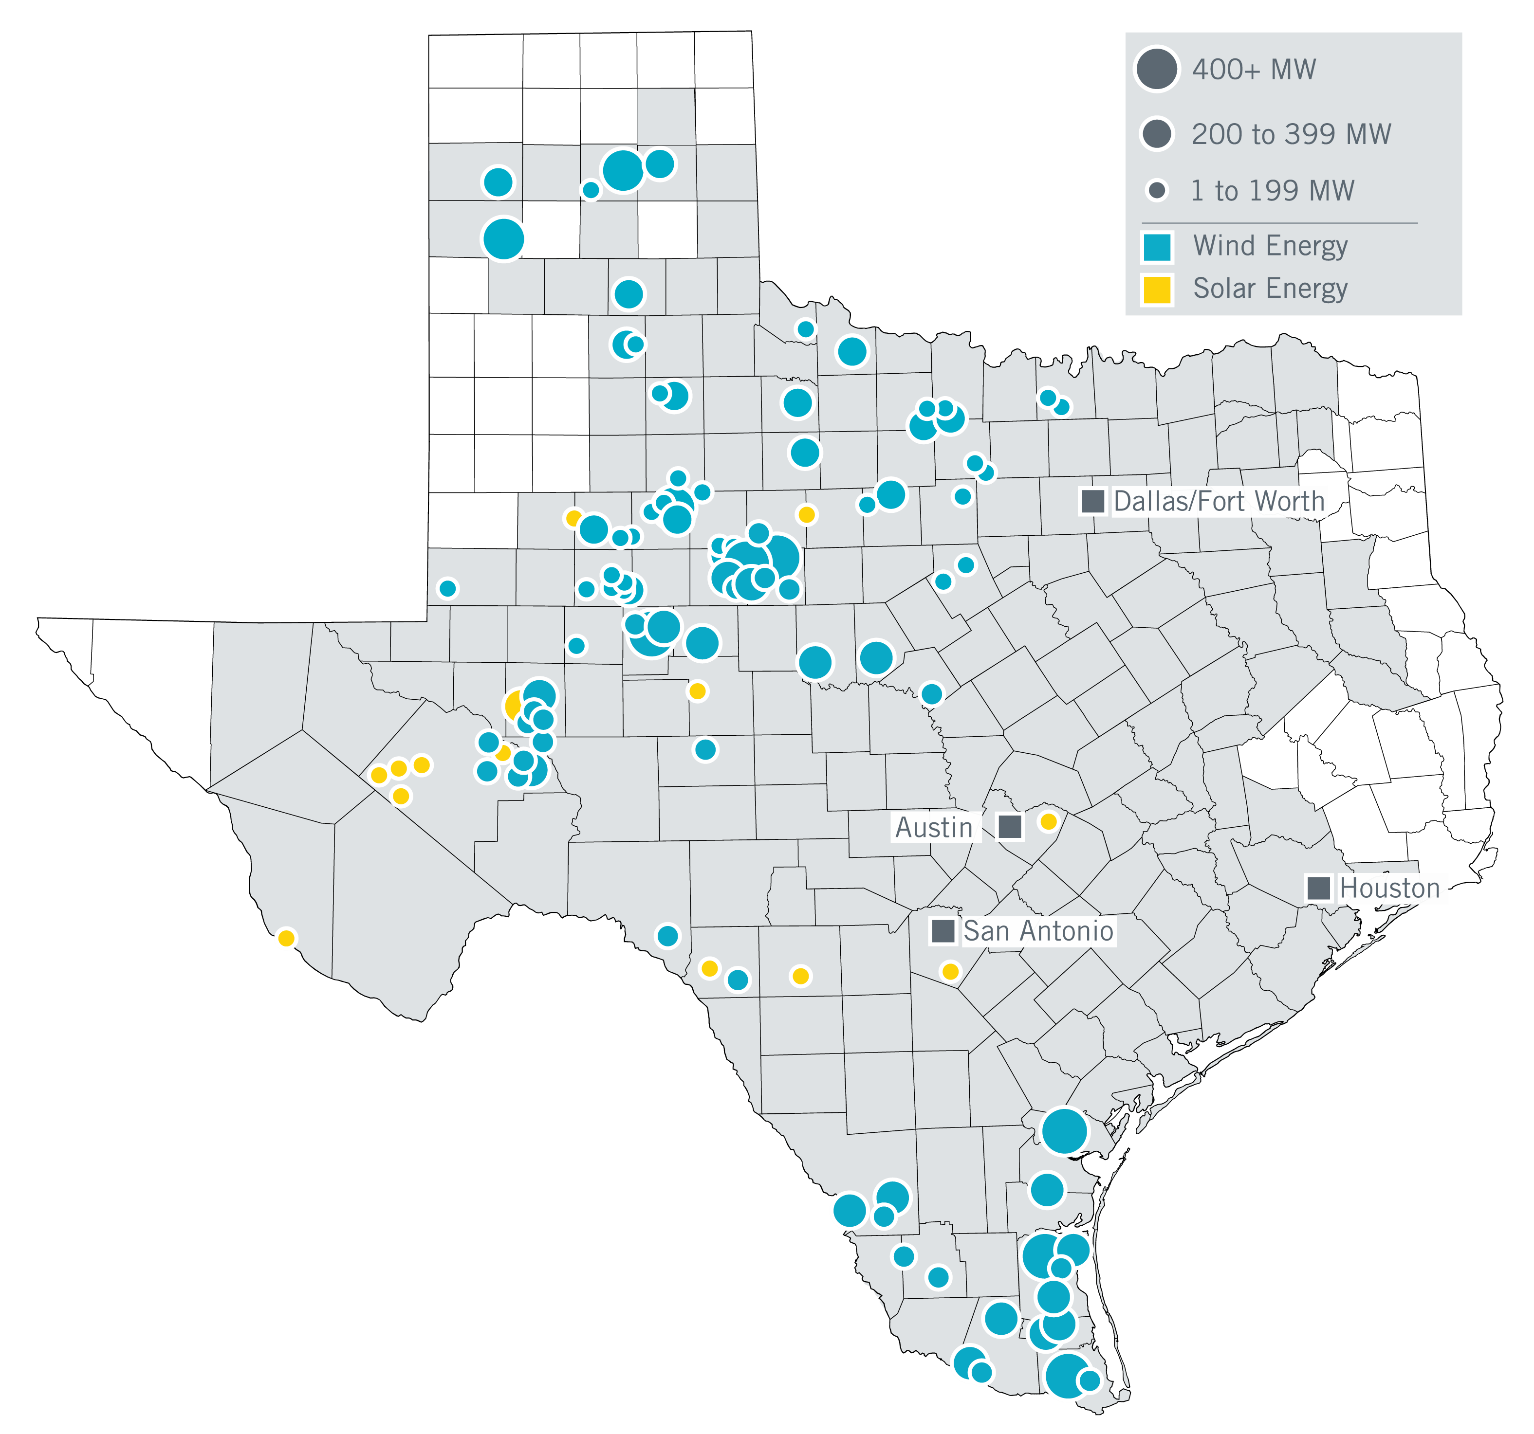 400+ MW
200 to 399 MW
1 to 199 MW
Wind Energy
Solar Energy
Dallas/Fort Worth
Austin
Houston
San Antonio